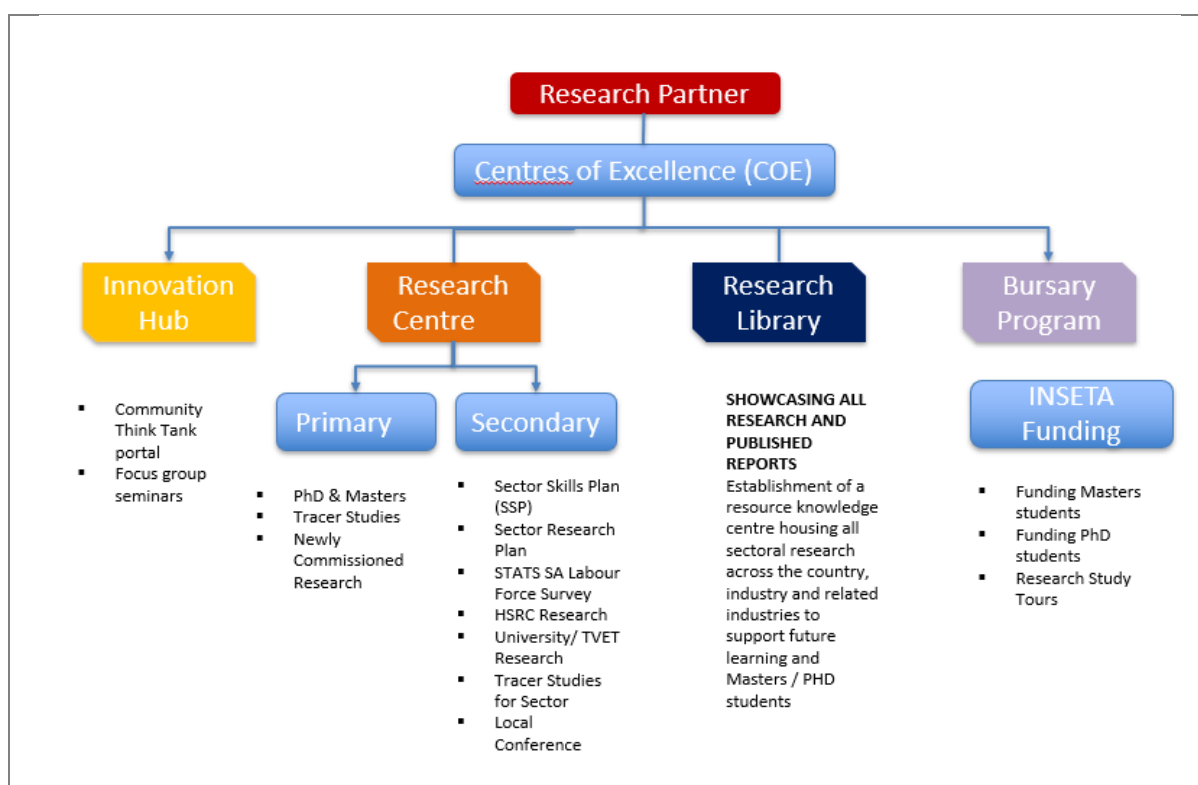 Research Partner
Centres of Excellence (COE)
Innovation
Hub
Research
Centre
Research
Library
Bursary
Program
▪ Community
Think Tank
portal
▪ Focus group
seminars
Primary
▪ PhD & Masters
▪ Tracer Studies
▪ Newly
Commissioned
Research
Secondary
▪ Sector Skills Plan
(SSP)
▪ Sector Research
Plan
▪ STATS SA Labour
Force Survey
▪ HSRC Research
▪ University/ TVET
Research
▪ Tracer Studies
for Sector
▪ Local
Conference
SHOWCASING ALL
RESEARCH AND
PUBLISHED
REPORTS
Establishment of a
resource knowledge
centre housing all
sectoral research
across the country,
industry and related
industries to
support future
learning and
Masters / PHD
students
INSETA
Funding
▪ Funding Masters
students
▪ Funding PhD
students
▪ Research Study
Tours